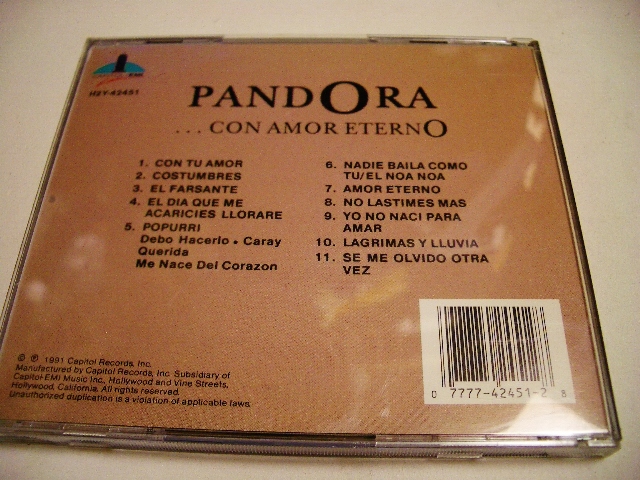 H2Y-42451
PANDORA
...CON AMOR ETERNO
1. CON TU AMOR
2. COSTUMBRES
3. EL FARSANTE
4. EL DIA QUE ME
ACARICIES LLORARE
5. POPURRI
Debo Hacerlo • Caray
Querida
Me Nace Del Corazon
6. NADIE BAILA COMO
TU/EL NOA NOA
7. AMOR ETERNO
8. NO LASTIMES MAS
9. YO NO NACI PARA
AMAR
10. LAGRIMAS Y LLUVIA
11. SE ME OLVIDO OTRA
VEZ
© ℗ 1991 Capitol Records, Inc.
Manufactured by Capitol Records, Inc. Subsidiary of
Capitol-EMI Music Inc., Hollywood and Vine Streets,
Hollywood, California. All rights reserved.
Unauthorized duplication is a violation of applicable laws.
0 7777-42451-2 8